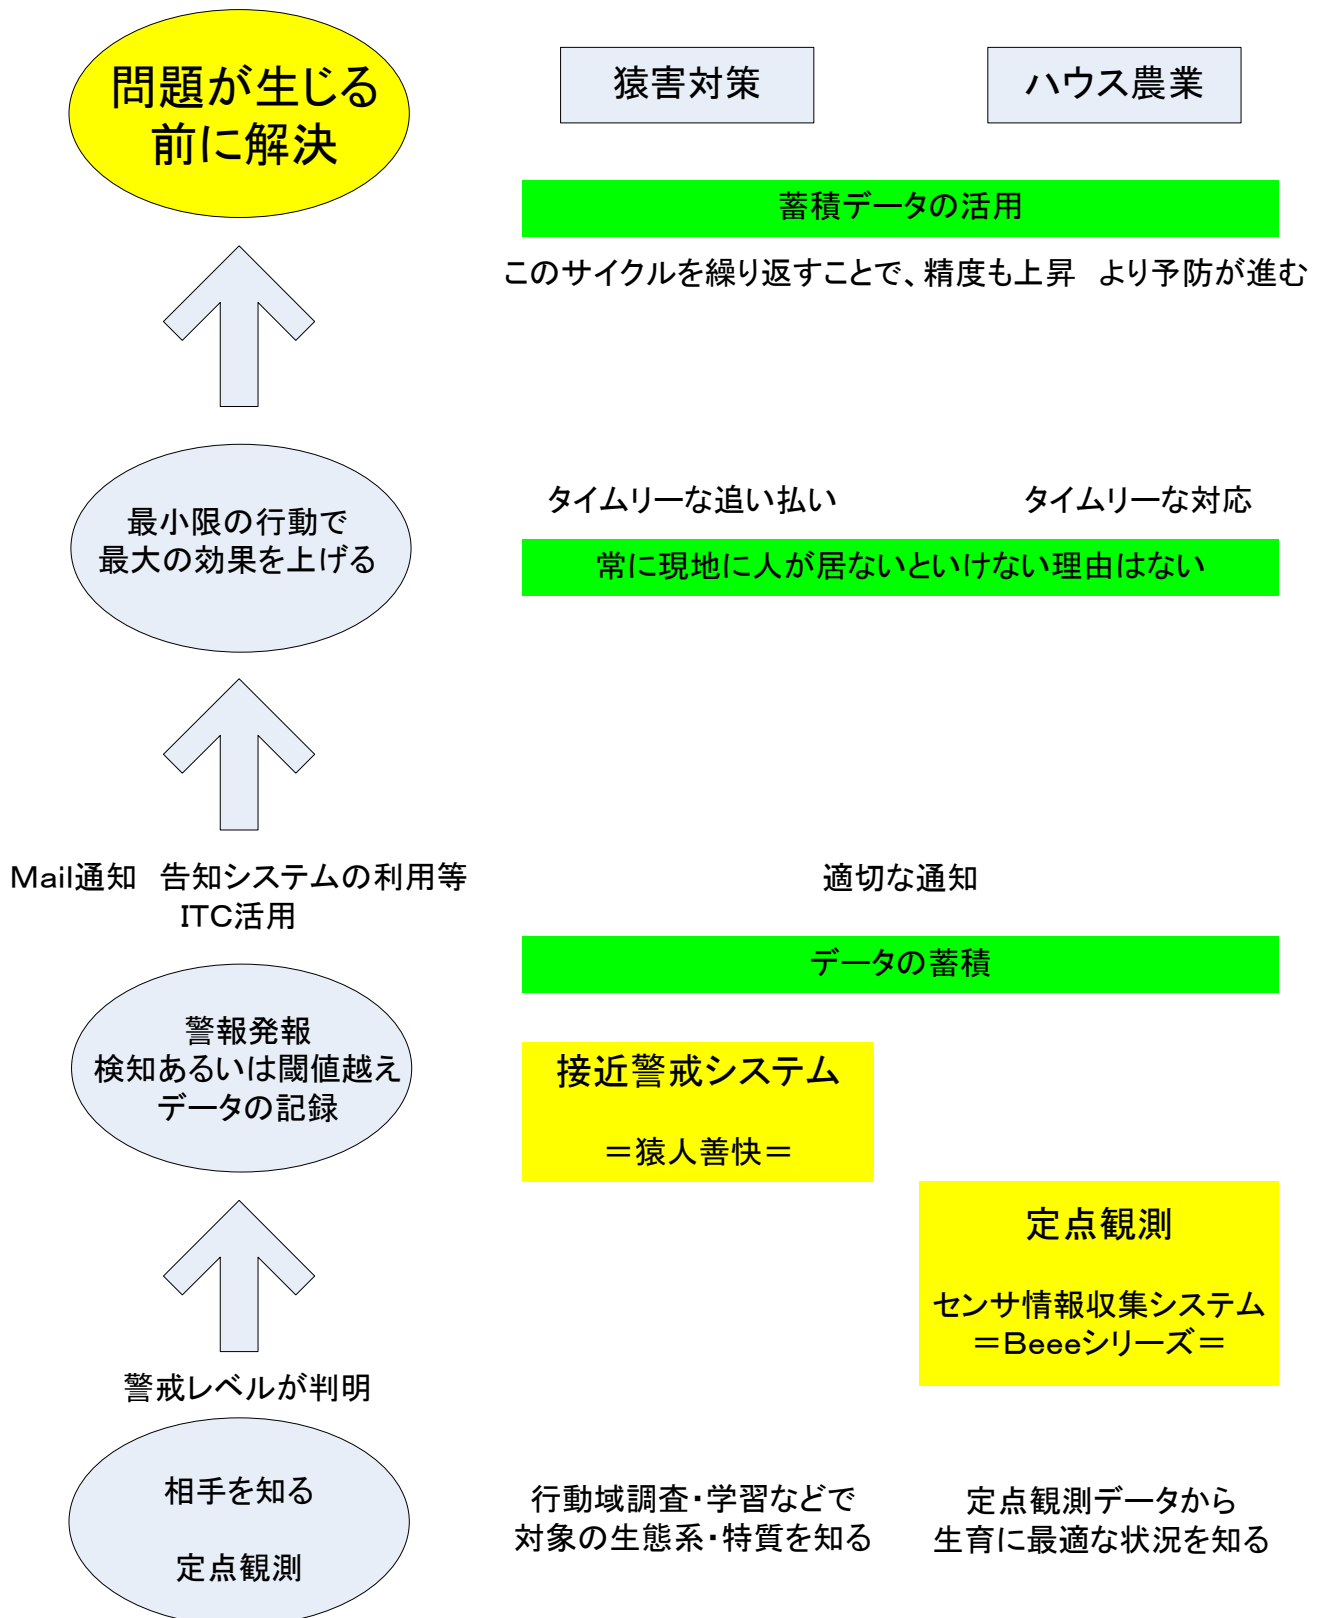 問題が生じる
前に解決
猿害対策
ハウス農業
蓄積データの活用
このサイクルを繰り返すことで、精度も上昇　より予防が進む
最小限の行動で
最大の効果を上げる
タイムリーな追い払い
タイムリーな対応
常に現地に人が居ないといけない理由はない
Mail通知　告知システムの利用等
ITC活用
適切な通知
データの蓄積
警報発報
検知あるいは閾値越え
データの記録
接近警戒システム
＝猿人善快＝
定点観測
センサ情報収集システム
＝Beeeシリーズ＝
警戒レベルが判明
相手を知る
定点観測
行動域調査・学習などで
対象の生態系・特質を知る
定点観測データから
生育に最適な状況を知る